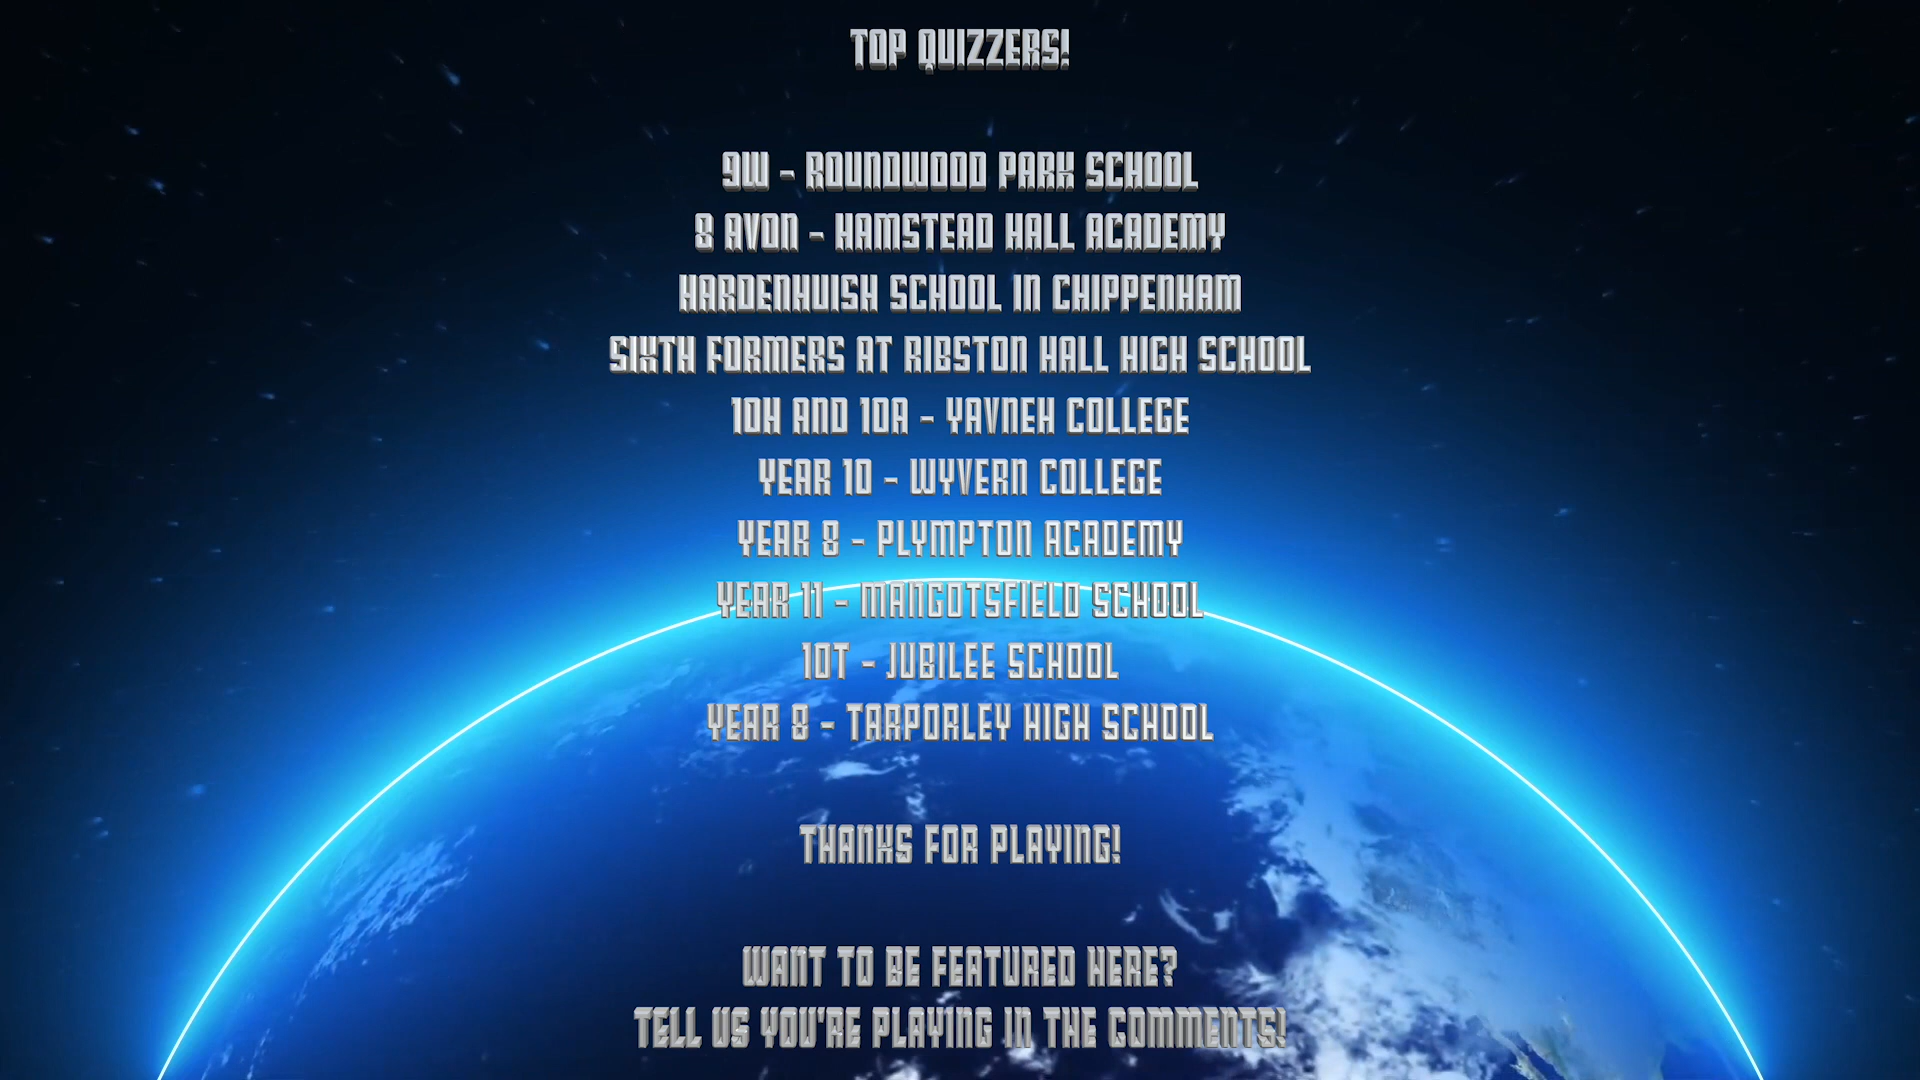 TOP QUIZZERS!
9W - ROUNDWOOD PARK SCHOOL
8 AVON - HAMSTEAD HALL ACADEMY
HARDENHUISH SCHOOL IN CHIPPENHAM
SIXTH FORMERS AT RIBSTON HALL HIGH SCHOOL
10H AND 10A - YAVNEH COLLEGE
YEAR 10 - WYVERN COLLEGE
YEAR 8 - PLYMPTON ACADEMY
YEAR 11 - MANGOTSFIELD SCHOOL
10T - JUBILEE SCHOOL
YEAR 8 - TARPORLEY HIGH SCHOOL
THANKS FOR PLAYING!
WANT TO BE FEATURED HERE?
TELL US YOU'RE PLAYING IN THE COMMENTS!